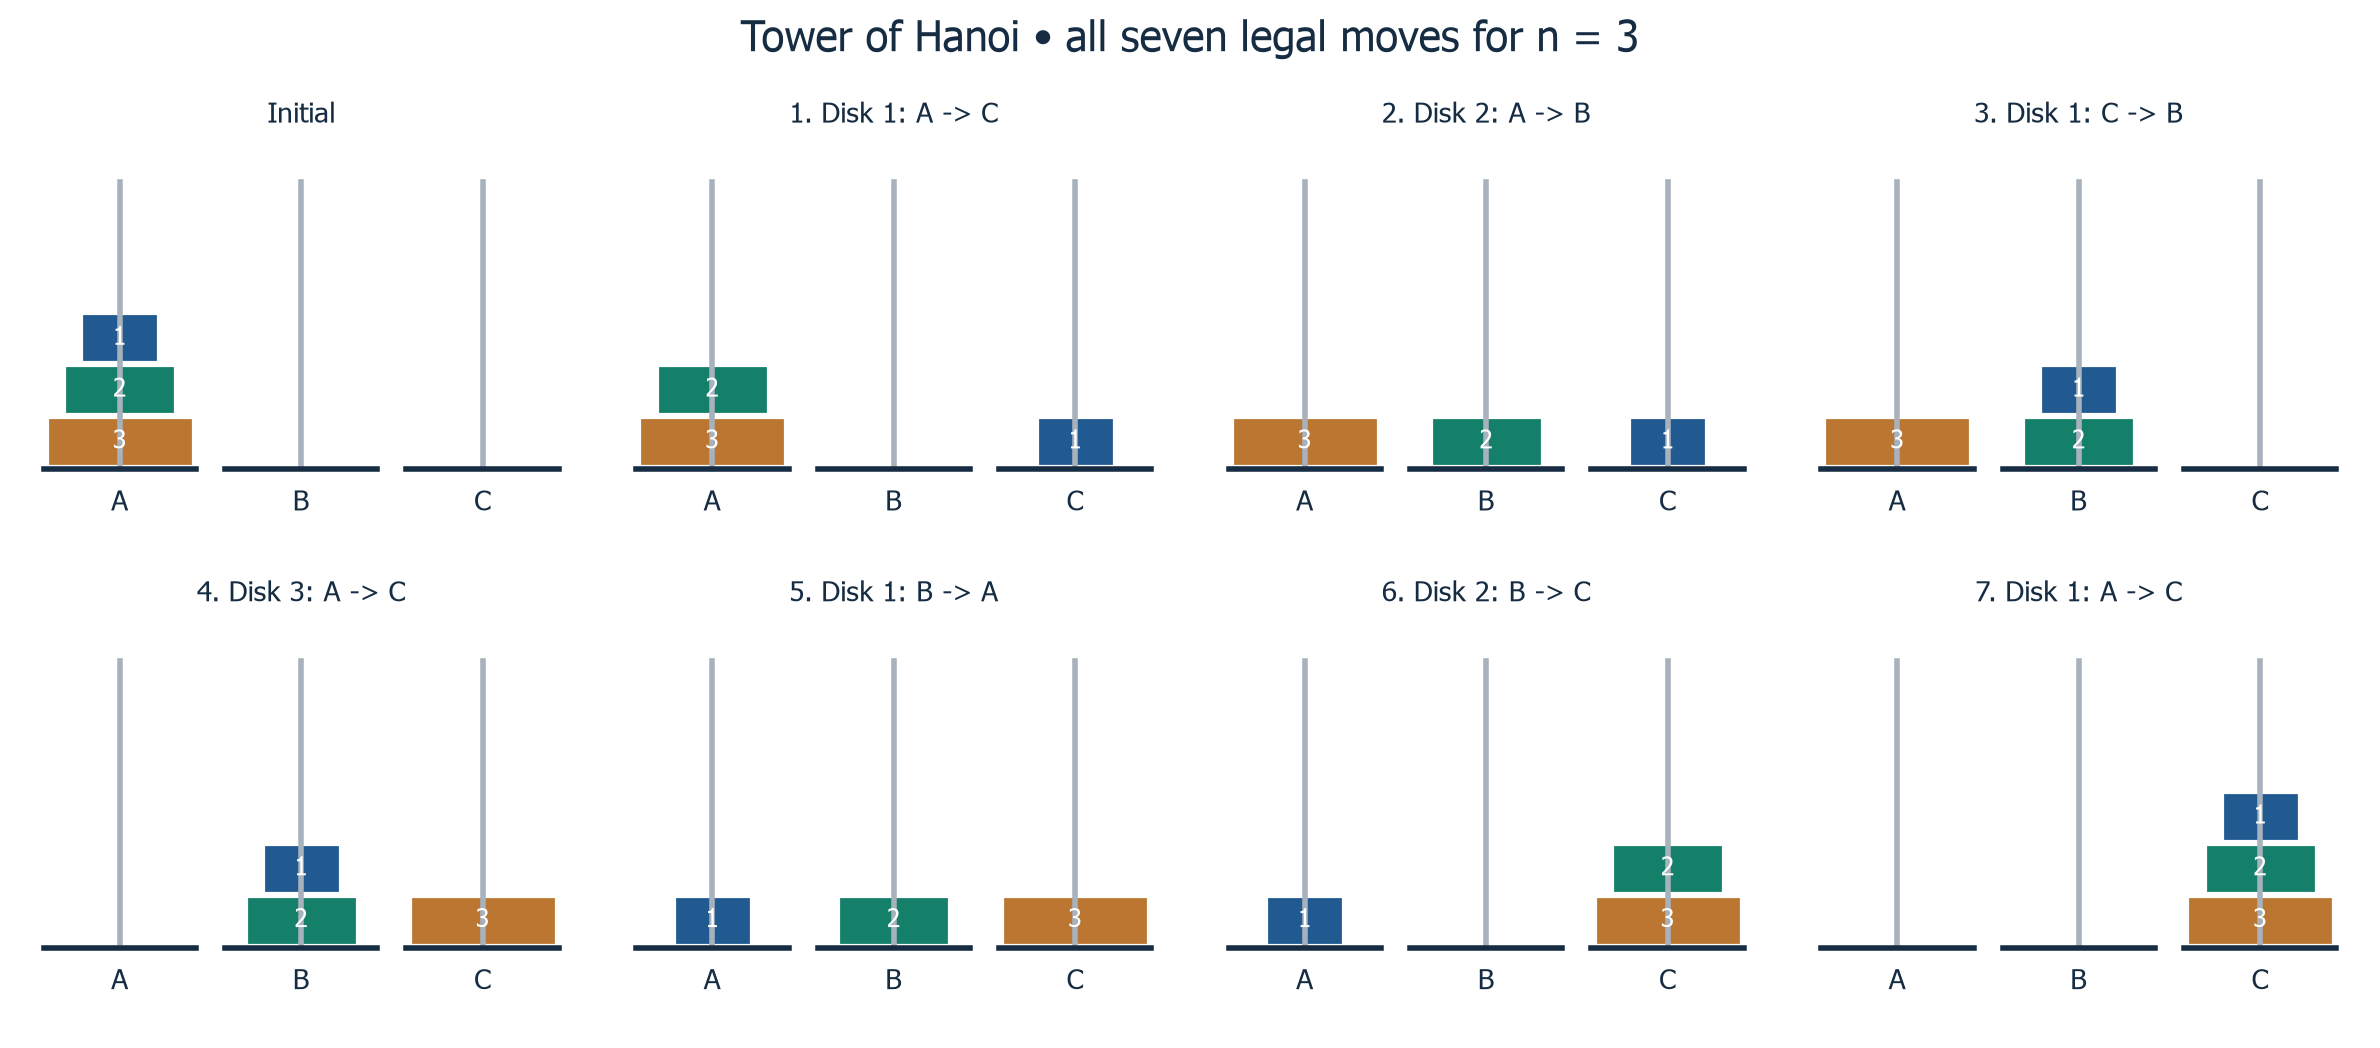 Tower of Hanoi • all seven legal moves for n = 3
Initial
1. Disk 1: A -> C
2. Disk 2: A -> B
3. Disk 1: C -> B
1
2
3
A
B
C
2
3
1
A
B
C
3
2
1
A
B
C
3
1
2
A
B
C
4. Disk 3: A -> C
5. Disk 1: B -> A
6. Disk 2: B -> C
7. Disk 1: A -> C
1
2
3
A
B
C
1
2
3
A
B
C
1
2
3
A
B
C
1
2
3
A
B
C